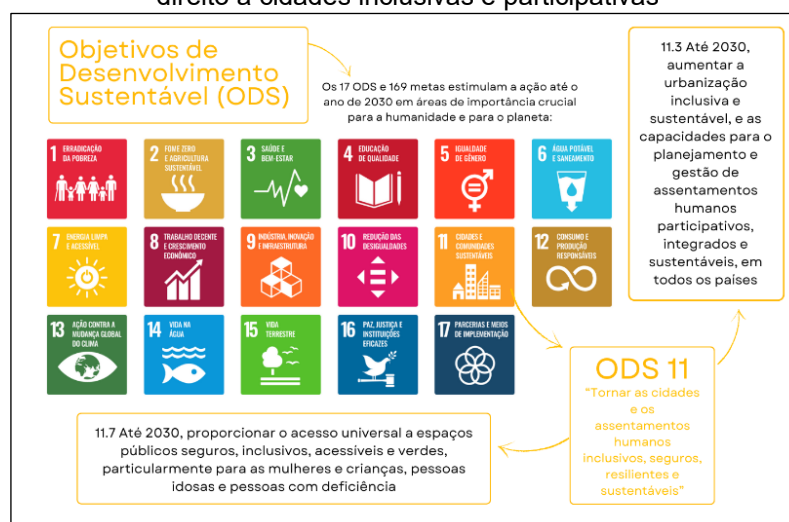 direito a cidades inclusivas e participativas
Objetivos de
Desenvolvimento
Sustentável (ODS)
Os 17 ODS e 169 metas estimulam a ação até o
ano de 2030 em áreas de importância crucial
para a humanidade e para o planeta:
11.3 Até 2030,
aumentar a
urbanização
inclusiva e
sustentável, e as
capacidades para o
planejamento e
gestão de
assentamentos
humanos
participativos,
integrados e
sustentáveis, em
todos os países
1 ERRADICAÇÃO
DA POBREZA
2 FOME ZERO
E AGRICULTURA
SUSTENTÁVEL
3 SAÚDE E
BEM-ESTAR
4 EDUCAÇÃO
DE QUALIDADE
5 IGUALDADE
DE GÊNERO
6 ÁGUA POTÁVEL
E SANEAMENTO
7 ENERGIA LIMPA
E ACESSÍVEL
8 TRABALHO DECENTE
E CRESCIMENTO
ECONÔMICO
9 INDÚSTRIA, INOVAÇÃO
E INFRAESTRUTURA
10 REDUÇÃO DAS
DESIGUALDADES
11 CIDADES E
COMUNIDADES
SUSTENTÁVEIS
12 CONSUMO E
PRODUÇÃO
RESPONSÁVEIS
13 AÇÃO CONTRA A
MUDANÇA GLOBAL
DO CLIMA
14 VIDA NA
ÁGUA
15 VIDA
TERRESTRE
16 PAZ, JUSTIÇA E
INSTITUIÇÕES
EFICAZES
17 PARCERIAS E MEIOS
DE IMPLEMENTAÇÃO
ODS 11
"Tornar as cidades
e os
assentamentos
humanos
inclusivos, seguros,
resilientes e
sustentáveis"
11.7 Até 2030, proporcionar o acesso universal a espaços
públicos seguros, inclusivos, acessíveis e verdes,
particularmente para as mulheres e crianças, pessoas
idosas e pessoas com deficiência